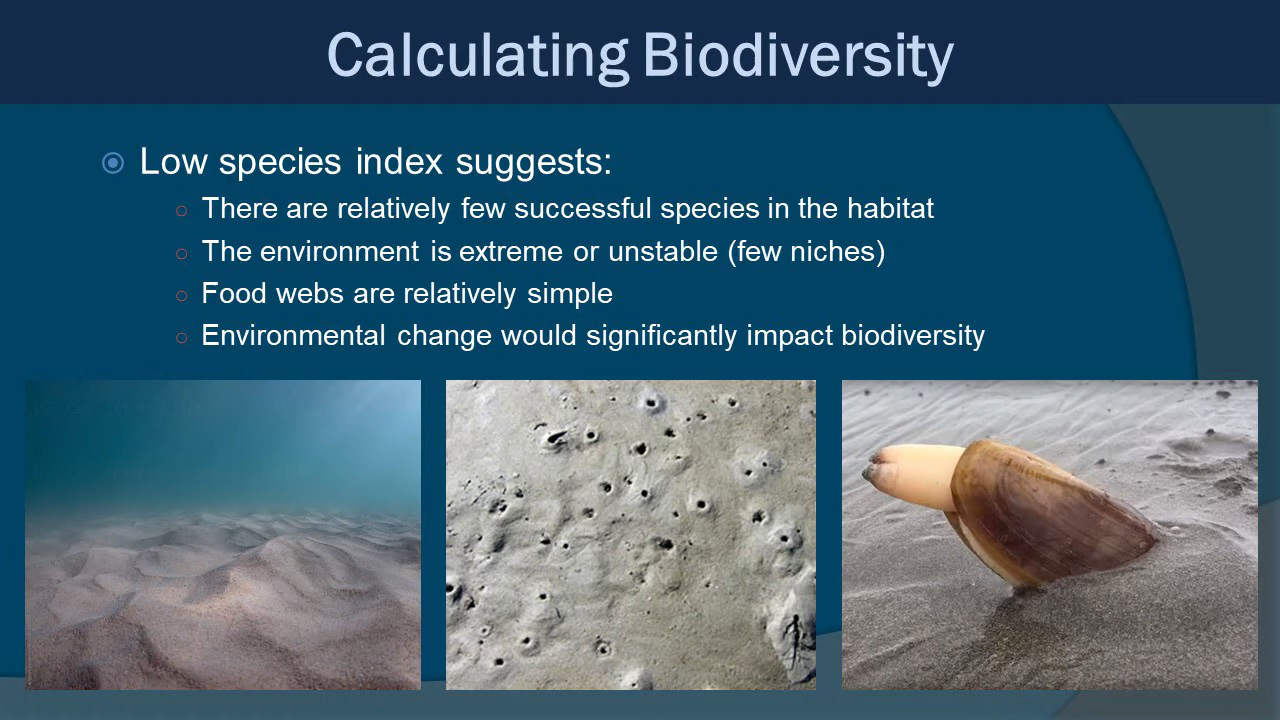 Calculating Biodiversity
Low species index suggests:
There are relatively few successful species in the habitat
The environment is extreme or unstable (few niches)
Food webs are relatively simple
Environmental change would significantly impact biodiversity